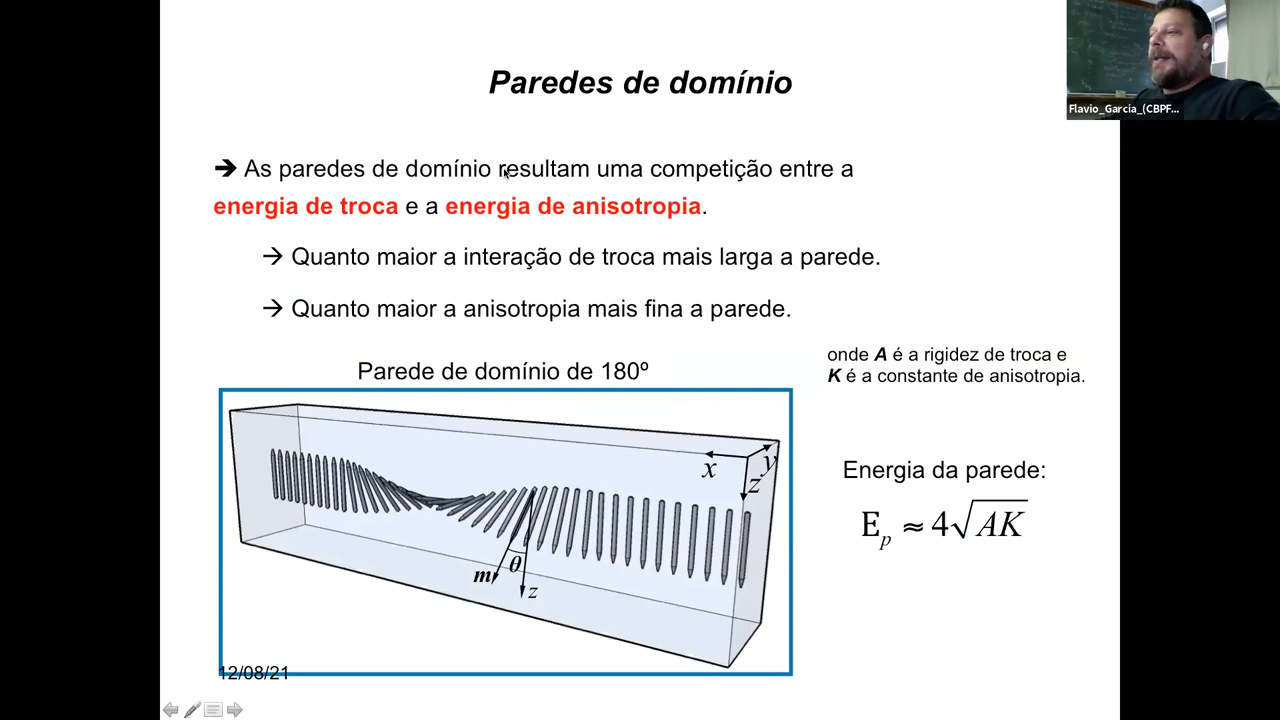 Paredes de domínio
Flavio_Garcia_(CBPF...
➔ As paredes de domínio resultam uma competição entre a
energia de troca e a energia de anisotropia.
→ Quanto maior a interação de troca mais larga a parede.
→ Quanto maior a anisotropia mais fina a parede.
onde A é a rigidez de troca e
K é a constante de anisotropia.
Parede de domínio de 180º
x
y
z
m
θ
z
Energia da parede:
Eₚ ≈ 4√AK
12/08/21